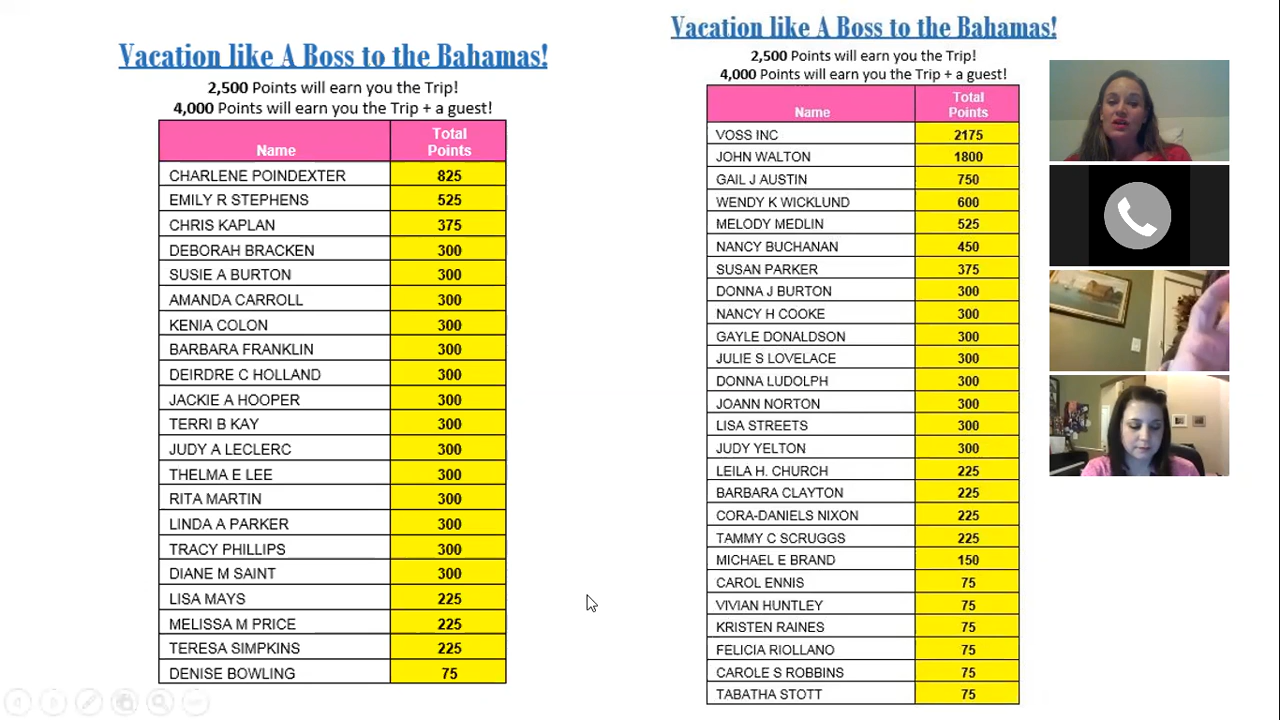 Vacation like A Boss to the Bahamas!
2,500 Points will earn you the Trip!
4,000 Points will earn you the Trip + a guest!
Name Total Points
CHARLENE POINDEXTER 825
EMILY R STEPHENS 525
CHRIS KAPLAN 375
DEBORAH BRACKEN 300
SUSIE A BURTON 300
AMANDA CARROLL 300
KENIA COLON 300
BARBARA FRANKLIN 300
DEIRDRE C HOLLAND 300
JACKIE A HOOPER 300
TERRI B KAY 300
JUDY A LECLERC 300
THELMA E LEE 300
RITA MARTIN 300
LINDA A PARKER 300
TRACY PHILLIPS 300
DIANE M SAINT 300
LISA MAYS 225
MELISSA M PRICE 225
TERESA SIMPKINS 225
DENISE BOWLING 75
Vacation like A Boss to the Bahamas!
2,500 Points will earn you the Trip!
4,000 Points will earn you the Trip + a guest!
Name Total Points
VOSS INC 2175
JOHN WALTON 1800
GAIL J AUSTIN 750
WENDY K WICKLUND 600
MELODY MEDLIN 525
NANCY BUCHANAN 450
SUSAN PARKER 375
DONNA J BURTON 300
NANCY H COOKE 300
GAYLE DONALDSON 300
JULIE S LOVELACE 300
DONNA LUDOLPH 300
JOANN NORTON 300
LISA STREETS 300
JUDY YELTON 300
LEILA H. CHURCH 225
BARBARA CLAYTON 225
CORA-DANIELS NIXON 225
TAMMY C SCRUGGS 225
MICHAEL E BRAND 150
CAROL ENNIS 75
VIVIAN HUNTLEY 75
KRISTEN RAINES 75
FELICIA RIOLLANO 75
CAROLE S ROBBINS 75
TABATHA STOTT 75